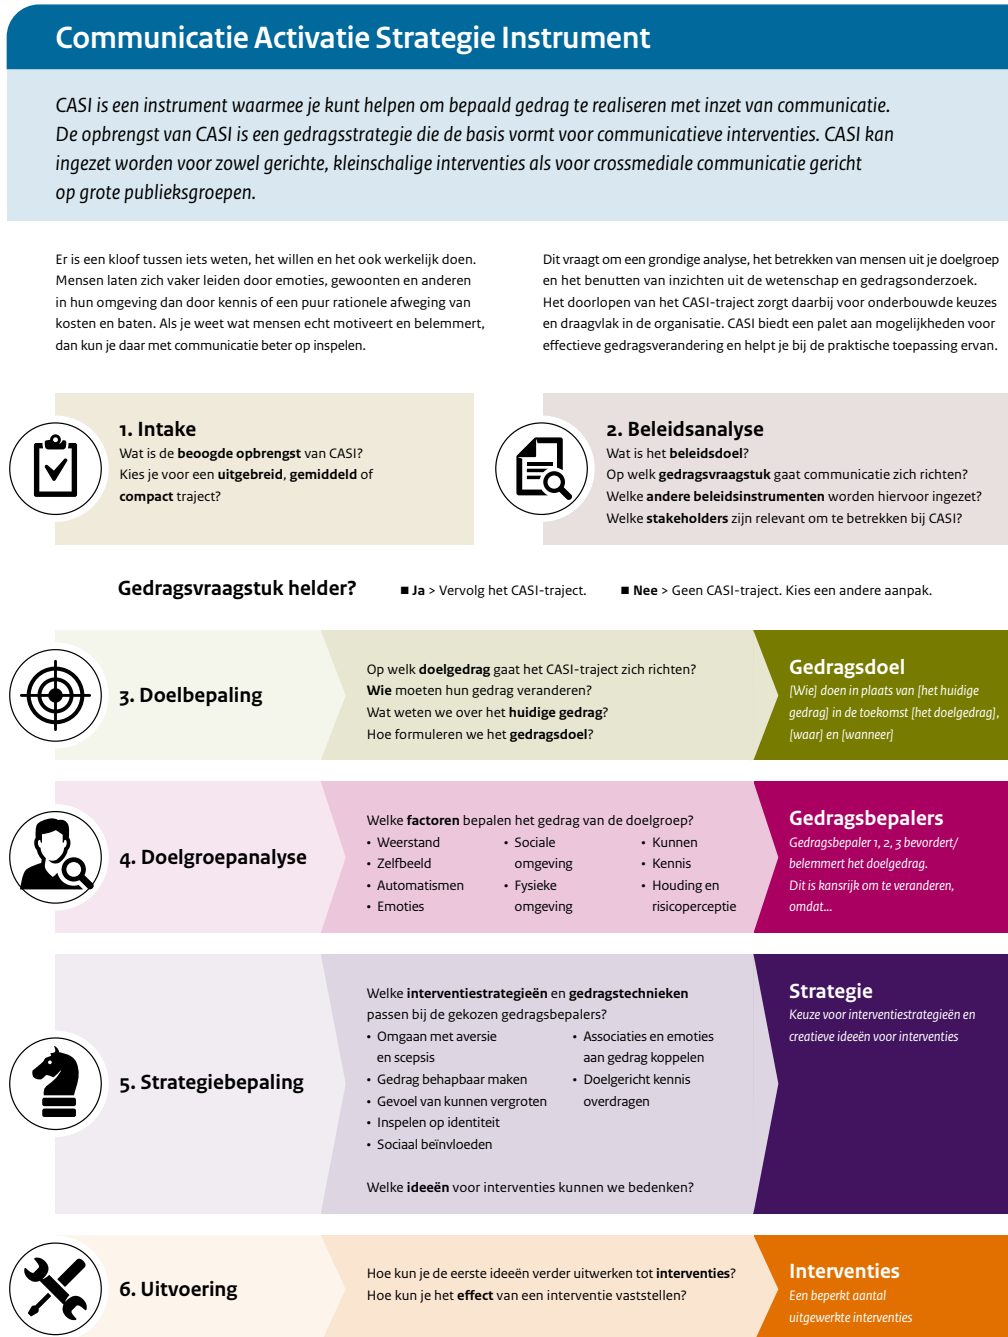 Communicatie Activatie Strategie Instrument
CASI is een instrument waarmee je kunt helpen om bepaald gedrag te realiseren met inzet van communicatie.
De opbrengst van CASI is een gedragsstrategie die de basis vormt voor communicatieve interventies. CASI kan
ingezet worden voor zowel gerichte, kleinschalige interventies als voor crossmediale communicatie gericht
op grote publieksgroepen.
Er is een kloof tussen iets weten, het willen en het ook werkelijk doen.
Mensen laten zich vaker leiden door emoties, gewoonten en anderen
in hun omgeving dan door kennis of een puur rationele afweging van
kosten en baten. Als je weet wat mensen echt motiveert en belemmert,
dan kun je daar met communicatie beter op inspelen.
Dit vraagt om een grondige analyse, het betrekken van mensen uit je doelgroep
en het benutten van inzichten uit de wetenschap en gedragsonderzoek.
Het doorlopen van het CASI-traject zorgt daarbij voor onderbouwde keuzes
en draagvlak in de organisatie. CASI biedt een palet aan mogelijkheden voor
effectieve gedragsverandering en helpt je bij de praktische toepassing ervan.
1. Intake
Wat is de beoogde opbrengst van CASI?
Kies je voor een uitgebreid, gemiddeld of
compact traject?
2. Beleidsanalyse
Wat is het beleidsdoel?
Op welk gedragsvraagstuk gaat communicatie zich richten?
Welke andere beleidsinstrumenten worden hiervoor ingezet?
Welke stakeholders zijn relevant om te betrekken bij CASI?
Gedragsvraagstuk helder? ■ Ja > Vervolg het CASI-traject. ■ Nee > Geen CASI-traject. Kies een andere aanpak.
3. Doelbepaling
Op welk doelgedrag gaat het CASI-traject zich richten?
Wie moeten hun gedrag veranderen?
Wat weten we over het huidige gedrag?
Hoe formuleren we het gedragsdoel?
Gedragsdoel
[Wie] doen in plaats van [het huidige
gedrag] in de toekomst [het doelgedrag],
[waar] en [wanneer]
4. Doelgroepanalyse
Welke factoren bepalen het gedrag van de doelgroep?
• Weerstand
• Zelfbeeld
• Automatismen
• Emoties
• Sociale
omgeving
• Fysieke
omgeving
• Kunnen
• Kennis
• Houding en
risicoperceptie
Gedragsbepalers
Gedragsbepaler 1, 2, 3 bevordert/
belemmert het doelgedrag.
Dit is kansrijk om te veranderen,
omdat...
5. Strategiebepaling
Welke interventiestrategieën en gedragstechnieken
passen bij de gekozen gedragsbepalers?
• Omgaan met aversie
en scepsis
• Gedrag behapbaar maken
• Gevoel van kunnen vergroten
• Inspelen op identiteit
• Sociaal beïnvloeden
• Associaties en emoties
aan gedrag koppelen
• Doelgericht kennis
overdragen
Welke ideeën voor interventies kunnen we bedenken?
Strategie
Keuze voor interventiestrategieën en
creatieve ideeën voor interventies
6. Uitvoering
Hoe kun je de eerste ideeën verder uitwerken tot interventies?
Hoe kun je het effect van een interventie vaststellen?
Interventies
Een beperkt aantal
uitgewerkte interventies